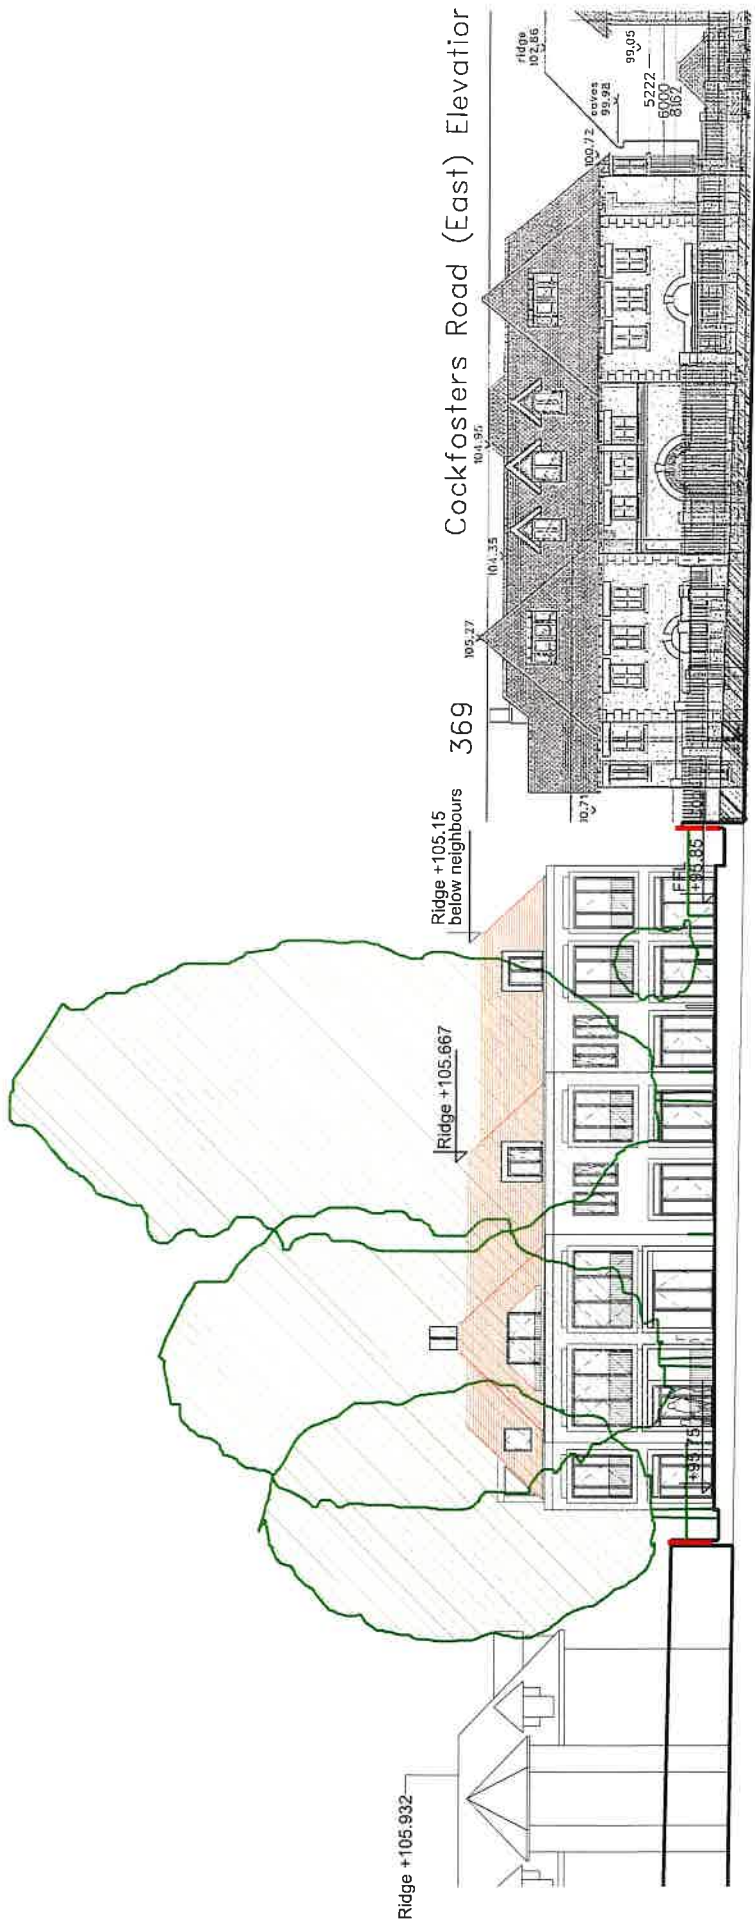 Cockfosters Road (East) Elevation
369
ridge
102.86
eaves
99.98
99.05
5222
6000
8162
100.72
104.95
104.35
105.27
Ridge +105.15
below neighbours
Ridge +105.667
FFL
+95.85
+95.75
Ridge +105.932